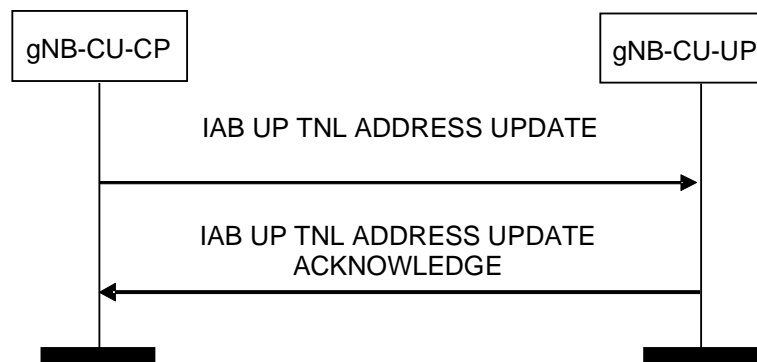 gNB-CU-CP
gNB-CU-UP
IAB UP TNL ADDRESS UPDATE
IAB UP TNL ADDRESS UPDATE
ACKNOWLEDGE